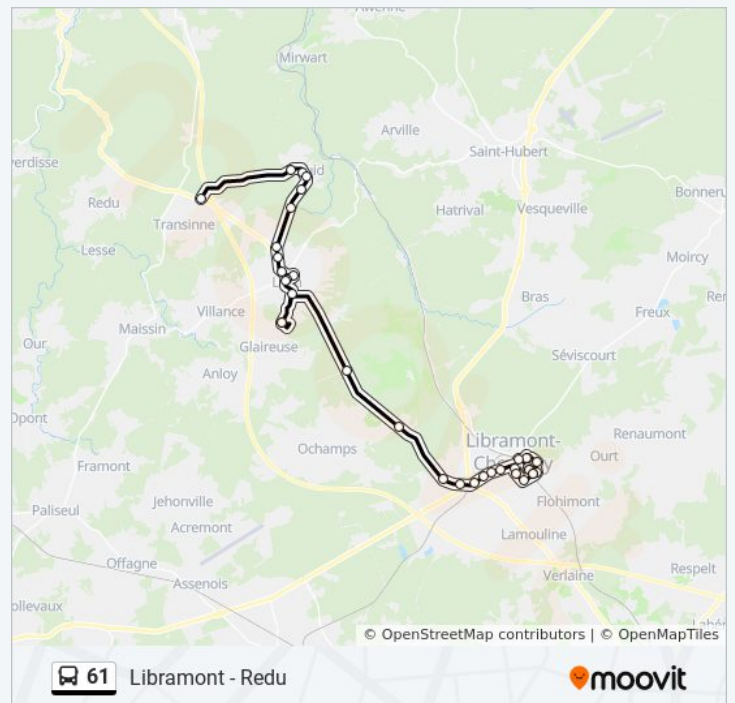 Awenne
Mirwart
Arville
Saint-Hubert
Redu
Hatrival
Vesqueville
Transinne
Lesse
Moircy
Bras
Villance
Freux
Maissin
Our
Glaireuse
Séviscourt
Anloy
Opont
Libramont-
Renaumont
Ochamps
Ourt
Framont
Jehonville
Flohimont
Paliseul
Acremont
Lamouline
Offagne
Respelt
Assenois
Verlaine
© OpenStreetMap contributors | © OpenMapTiles
61 Libramont - Redu
moovit